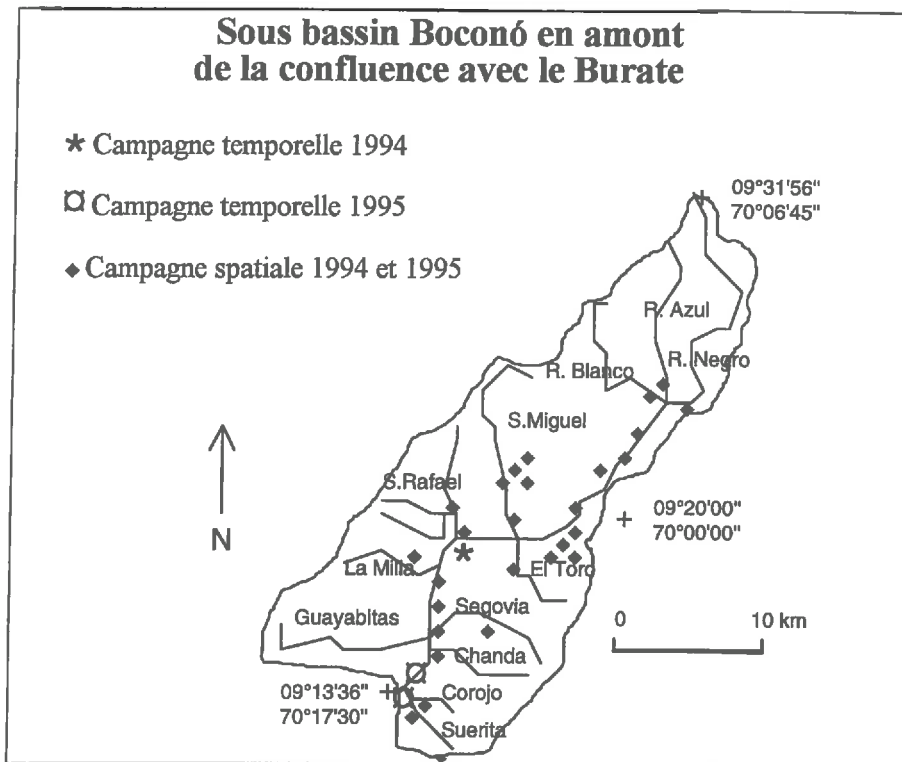 Sous bassin Boconó en amont
de la confluence avec le Burate
Campagne temporelle 1994
Campagne temporelle 1995
Campagne spatiale 1994 et 1995
09°31'56"
70°06'45"
R. Azul
R. Negro
R. Blanco
S.Miguel
S.Rafael
09°20'00"
70°00'00"
N
La Milla
El Toro
Guayabitas
Segovia
0 10 km
Chanda
09°13'36"
70°17'30"
Corojo
Suerita